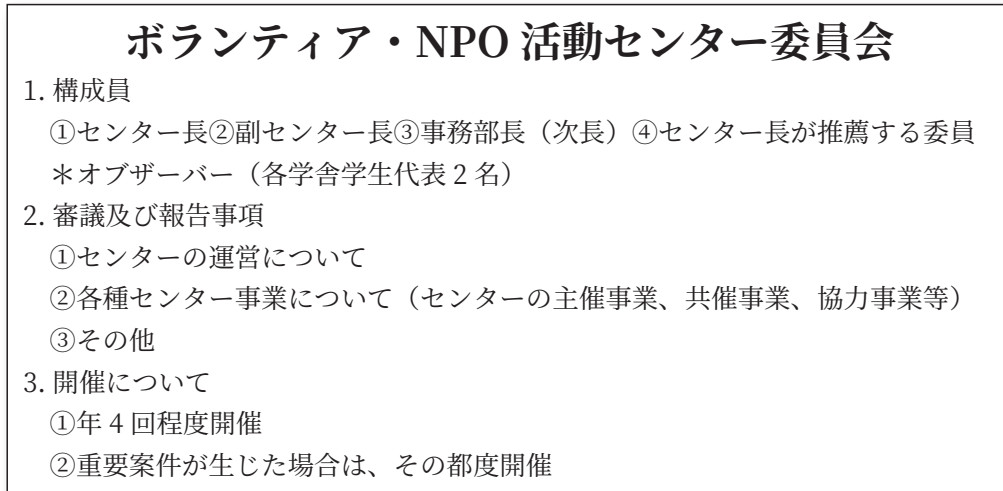 ボランティア・NPO 活動センター委員会
1. 構成員
①センター長②副センター長③事務部長（次長）④センター長が推薦する委員
＊オブザーバー（各学舎学生代表 2 名）
2. 審議及び報告事項
①センターの運営について
②各種センター事業について（センターの主催事業、共催事業、協力事業等）
③その他
3. 開催について
①年 4 回程度開催
②重要案件が生じた場合は、その都度開催